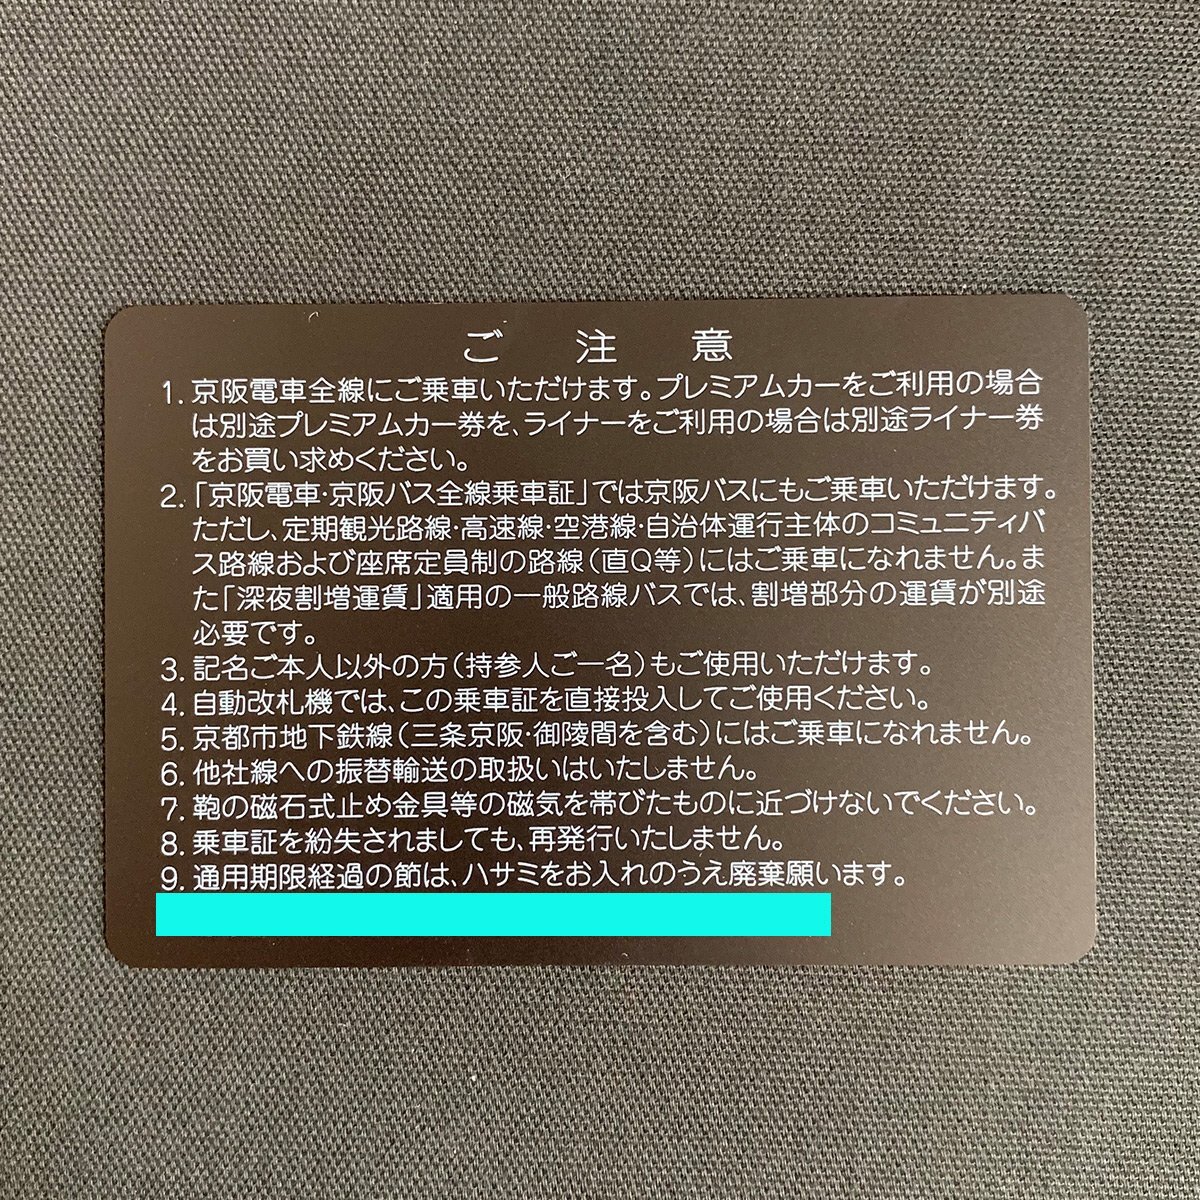 ご注意
1. 京阪電車全線にご乗車いただけます。プレミアムカーをご利用の場合
は別途プレミアムカー券を、ライナーをご利用の場合は別途ライナー券
をお買い求めください。
2. 「京阪電車·京阪バス全線乗車証」では京阪バスにもご乗車いただけます。
ただし、定期観光路線·高速線·空港線·自治体運行主体のコミュニティバ
ス路線および座席定員制の路線(直Q等)にはご乗車になれません。ま
た「深夜割増運賃」適用の一般路線バスでは、割増部分の運賃が別途
必要です。
3. 記名ご本人以外の方(持参人ご一名)もご使用いただけます。
4. 自動改札機では、この乗車証を直接投入してご使用ください。
5. 京都市地下鉄線(三条京阪·御陵間を含む)にはご乗車になれません。
6. 他社線への振替輸送の取扱いはいたしません。
7. 鞄の磁石式止め金具等の磁気を帯びたものに近づけないでください。
8. 乗車証を紛失されましても、再発行いたしません。
9. 通用期限経過の節は、ハサミをお入れのうえ廃棄願います。